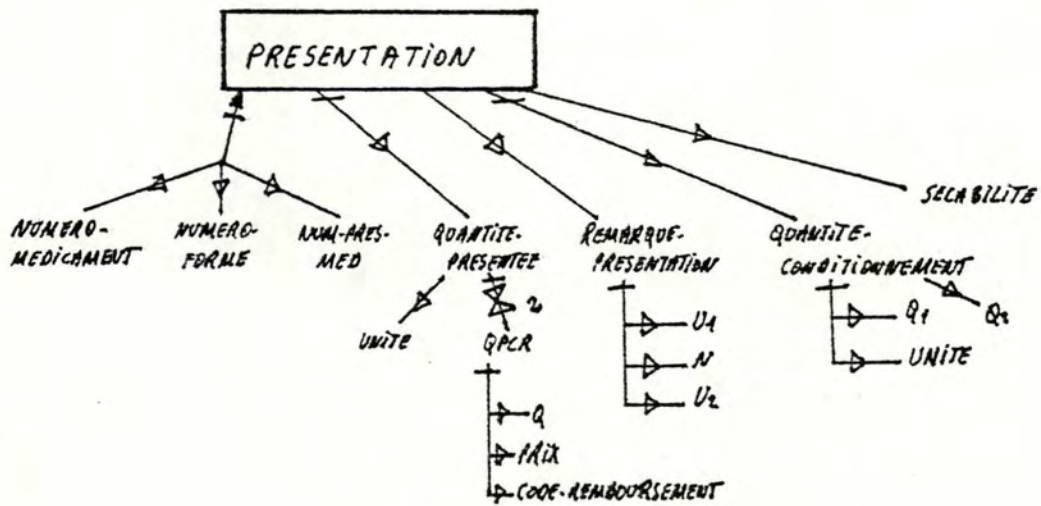 PRESENTATION
SECABILITE
NUMERO-
MEDICAMENT
NUMERO-
FORME
NUM-PRES-
MED
QUANTITE-
PRESENTEE
REMARQUE-
PRESENTATION
QUANTITE-
CONDITIONNEMENT
UNITE
2
QPCR
U1
N
U2
Q1
UNITE
Q2
Q
PRIX
CODE-REMBOURSEMENT